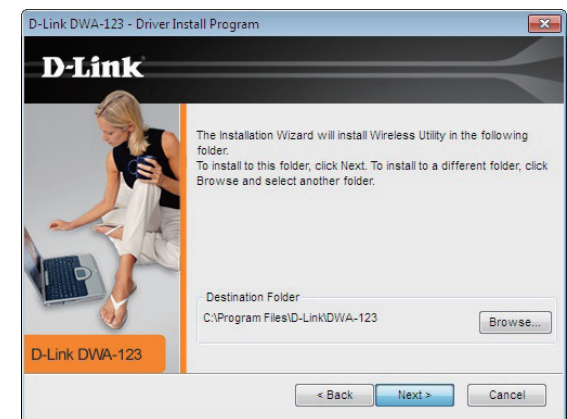 D-Link DWA-123 - Driver Install Program
D-Link
The Installation Wizard will install Wireless Utility in the following
folder.
To install to this folder, click Next. To install to a different folder, click
Browse and select another folder.
Destination Folder
C:\Program Files\D-Link\DWA-123
Browse...
D-Link DWA-123
< Back
Next >
Cancel